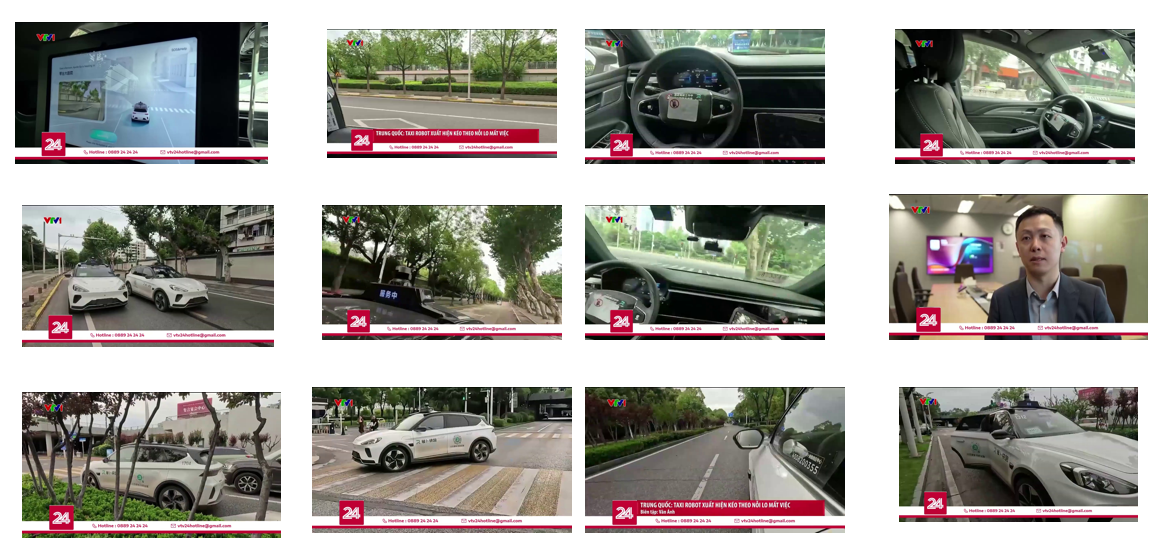 VTV1
24
Hotline : 0889 24 24 24
vtv24hotline@gmail.com
VTV1
TRUNG QUỐC: TAXI ROBOT XUẤT HIỆN KÉO THEO NỖI LO MẤT VIỆC
24
Hotline : 0889 24 24 24
vtv24hotline@gmail.com
VTV1
24
Hotline : 0889 24 24 24
vtv24hotline@gmail.com
VTV1
24
Hotline : 0889 24 24 24
vtv24hotline@gmail.com
VTV1
24
Hotline : 0889 24 24 24
vtv24hotline@gmail.com
VTV1
服务中
24
Hotline : 0889 24 24 24
vtv24hotline@gmail.com
VTV1
24
Hotline : 0889 24 24 24
vtv24hotline@gmail.com
VTV1
24
Hotline : 0889 24 24 24
vtv24hotline@gmail.com
VTV1
24
Hotline : 0889 24 24 24
vtv24hotline@gmail.com
VTV1
24
Hotline : 0889 24 24 24
vtv24hotline@gmail.com
VTV1
TRUNG QUỐC: TAXI ROBOT XUẤT HIỆN KÉO THEO NỖI LO MẤT VIỆC
Biên tập: Vân Anh
24
Hotline : 0889 24 24 24
vtv24hotline@gmail.com
VTV1
24
Hotline : 0889 24 24 24
vtv24hotline@gmail.com